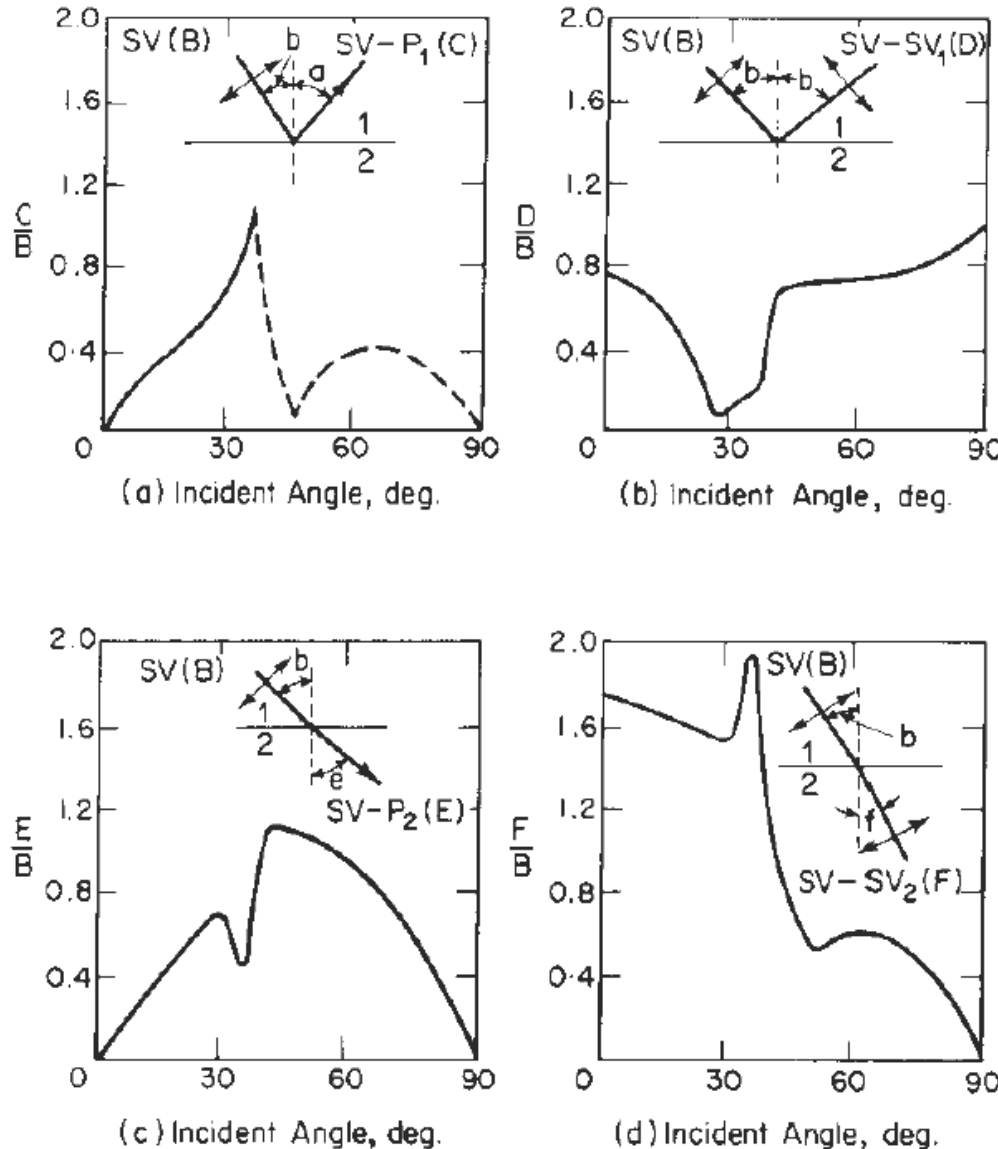 2.0
SV(B) b SV-P₁(C)
a
1.6
1
2
1.2
C/B
0.8
0.4
0 30 60 90
(a) Incident Angle, deg.
2.0
SV(B) SV-SV₁(D)
b b
1.6
1
2
1.2
D/B
0.8
0.4
0 30 60 90
(b) Incident Angle, deg.
2.0
SV(B) b
1.6
1
2
e
SV-P₂(E)
1.2
E/B
0.8
0.4
0 30 60 90
(c) Incident Angle, deg.
2.0
SV(B)
1.6
b
1
2
1.2
f
SV-SV₂(F)
F/B
0.8
0.4
0 30 60 90
(d) Incident Angle, deg.